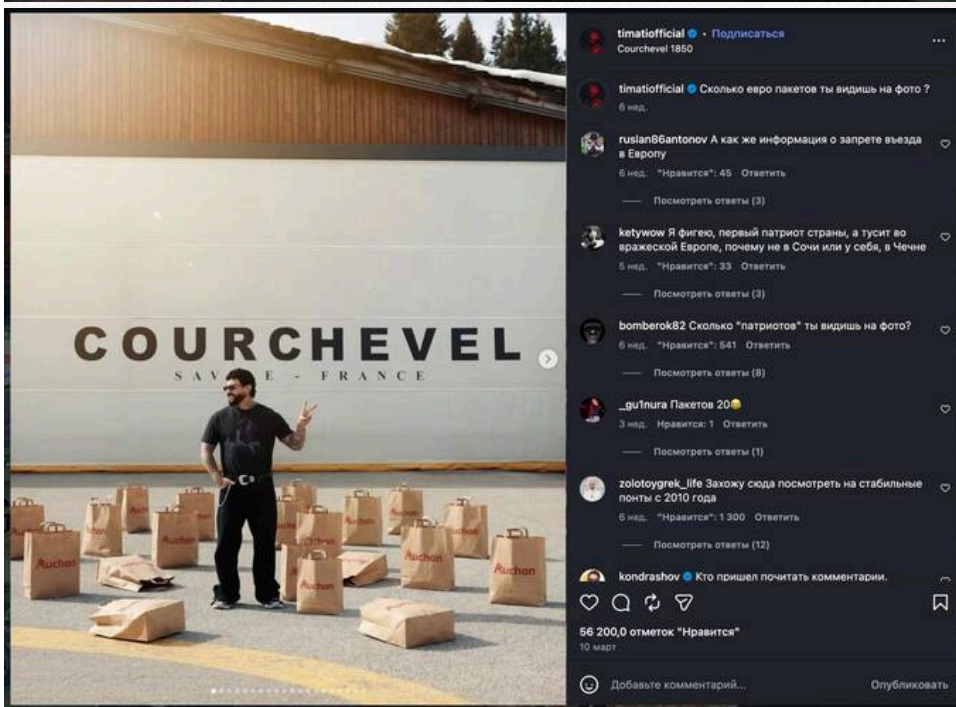 COURCHEVEL
SAV E - FRANCE
Auchan
Auchan
Auchan
Auchan
Auchan
Auchan
Auchan
Auchan
timatiofficial • Подписаться
Courchevel 1850
timatiofficial Сколько евро пакетов ты видишь на фото ?
6 нед.
ruslan86antonov А как же информация о запрете въезда
в Европу
6 нед. "Нравится": 45 Ответить
Посмотреть ответы (3)
ketywow Я фигею, первый патриот страны, а тусит во
вражеской Европе, почему не в Сочи или у себя, в Чечне
5 нед. "Нравится": 33 Ответить
Посмотреть ответы (3)
bomberok82 Сколько "патриотов" ты видишь на фото?
6 нед. "Нравится": 541 Ответить
Посмотреть ответы (8)
_gu1nura Пакетов 20😂
3 нед. Нравится: 1 Ответить
Посмотреть ответы (1)
zolotoygrek_life Захожу сюда посмотреть на стабильные
понты с 2010 года
6 нед. "Нравится": 1 300 Ответить
Посмотреть ответы (12)
kondrashov Кто пришел почитать комментарии.
56 200,0 отметок "Нравится"
10 март
Добавьте комментарий... Опубликовать